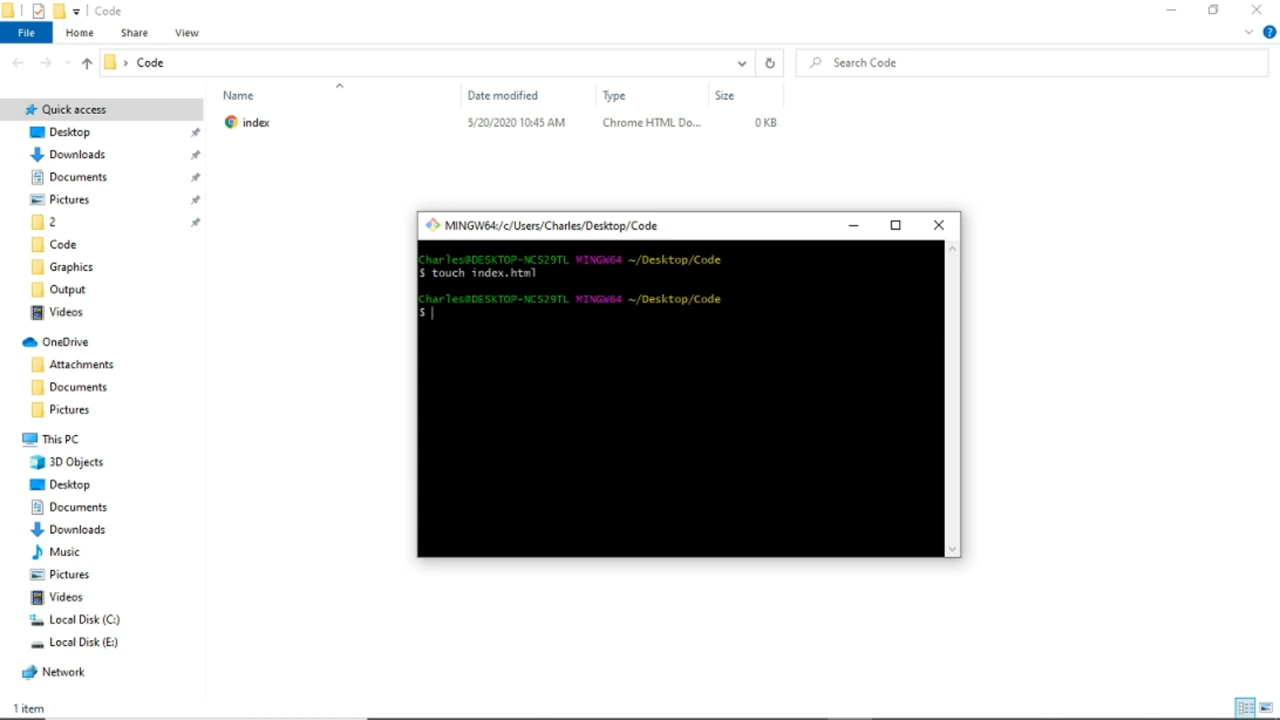 Code
File
Home
Share
View
Code
Search Code
Name
Date modified
Type
Size
index
5/20/2020 10:45 AM
Chrome HTML Do...
0 KB
Quick access
Desktop
Downloads
Documents
Pictures
2
Code
Graphics
Output
Videos
OneDrive
Attachments
Documents
Pictures
This PC
3D Objects
Desktop
Documents
Downloads
Music
Pictures
Videos
Local Disk (C:)
Local Disk (E:)
Network
1 item
MINGW64:/c/Users/Charles/Desktop/Code
Charles@DESKTOP-NCS29TL MINGW64 ~/Desktop/Code
$ touch index.html
Charles@DESKTOP-NCS29TL MINGW64 ~/Desktop/Code
$